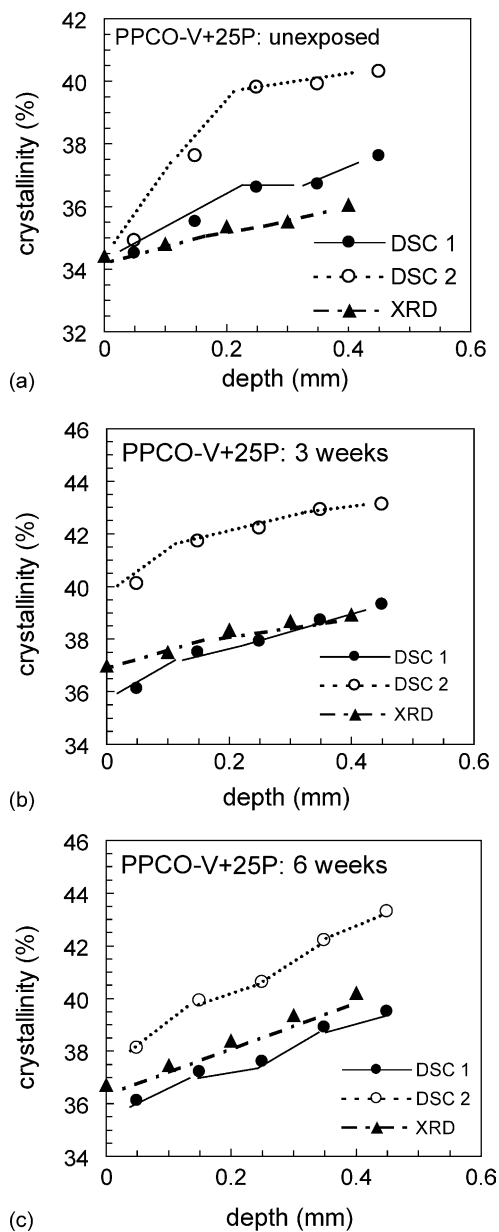 PPCO-V+25P: unexposed
crystallinity (%)
42
40
38
36
34
32
0
0.2
0.4
0.6
DSC 1
DSC 2
XRD
depth (mm)
(a)
PPCO-V+25P: 3 weeks
crystallinity (%)
46
44
42
40
38
36
34
0
0.2
0.4
0.6
DSC 1
DSC 2
XRD
depth (mm)
(b)
PPCO-V+25P: 6 weeks
crystallinity (%)
46
44
42
40
38
36
34
0
0.2
0.4
0.6
DSC 1
DSC 2
XRD
depth (mm)
(c)